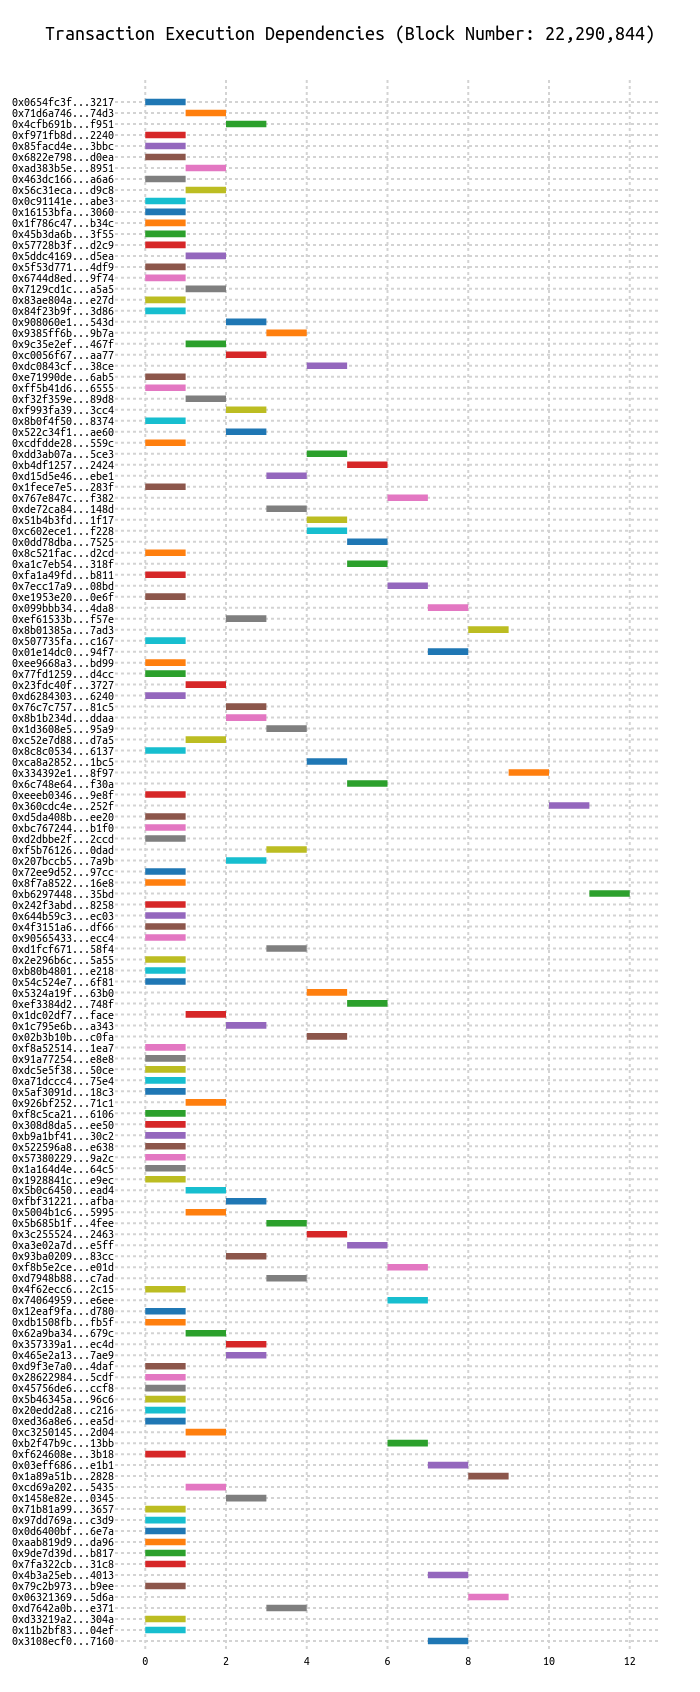 Transaction Execution Dependencies (Block Number: 22,290,844)
0x0654fc3f...3217
0x71d6a746...74d3
0x4cfb691b...f951
0xf971fb8d...2240
0x85facd4e...3bbc
0x6822e798...d0ea
0xad383b5e...8951
0x463dc166...a6a6
0x56c31eca...d9c8
0x0c91141e...abe3
0x16153bfa...3060
0x1f786c47...b34c
0x45b3da6b...3f55
0x57728b3f...d2c9
0x5ddc4169...d5ea
0x5f53d771...4df9
0x6744d8ed...9f74
0x7129cd1c...a5a5
0x83ae804a...e27d
0x84f23b9f...3d86
0x908060e1...543d
0x9385ff6b...9b7a
0x9c35e2ef...467f
0xc0056f67...aa77
0xdc0843cf...38ce
0xe71990de...6ab5
0xff5b41d6...6555
0xf32f359e...89d8
0xf993fa39...3cc4
0x8b0f4f50...8374
0x522c34f1...ae60
0xcdfdde28...559c
0xdd3ab07a...5ce3
0xb4df1257...2424
0xd15d5e46...ebe1
0x1fece7e5...283f
0x767e847c...f382
0xde72ca84...148d
0x51b4b3fd...1f17
0xc602ece1...f228
0x0dd78dba...7525
0x8c521fac...d2cd
0xa1c7eb54...318f
0xfa1a49fd...b811
0x7ecc17a9...08bd
0xe1953e20...0e6f
0x099bbb34...4da8
0xef61533b...f57e
0x8b01385a...7ad3
0x507735fa...c167
0x01e14dc0...94f7
0xee9668a3...bd99
0x77fd1259...d4cc
0x23fdc40f...3727
0xd6284303...6240
0x76c7c757...81c5
0x8b1b234d...ddaa
0x1d3608e5...95a9
0xc52e7d88...d7a5
0x8c8c0534...6137
0xca8a2852...1bc5
0x334392e1...8f97
0x6c748e64...f30a
0xeeeb0346...9e8f
0x360cdc4e...252f
0xd5da408b...ee20
0xbc767244...b1f0
0xd2dbbe2f...2ccd
0xf5b76126...0dad
0x207bccb5...7a9b
0x72ee9d52...97cc
0x8f7a8522...16e8
0xb6297448...35bd
0x242f3abd...8258
0x644b59c3...ec03
0x4f3151a6...df66
0x90565433...ecc4
0xd1fcf671...58f4
0x2e296b6c...5a55
0xb80b4801...e218
0x54c524e7...6f81
0x5324a19f...63b0
0xef3384d2...748f
0x1dc02df7...face
0x1c795e6b...a343
0x02b3b10b...c0fa
0xf8a52514...1ea7
0x91a77254...e8e8
0xdc5e5f38...50ce
0xa71dccc4...75e4
0x5af3091d...18c3
0x926bf252...71c1
0xf8c5ca21...6106
0x308d8da5...ee50
0xb9a1bf41...30c2
0x522596a8...e638
0x57380229...9a2c
0x1a164d4e...64c5
0x1928841c...e9ec
0x5b0c6450...ead4
0xfbf31221...afba
0x5004b1c6...5995
0x5b685b1f...4fee
0x3c255524...2463
0xa3e02a7d...e5ff
0x93ba0209...83cc
0xf8b5e2ce...e01d
0xd7948b88...c7ad
0x4f62ecc6...2c15
0x74064959...e6ee
0x12eaf9fa...d780
0xdb1508fb...fb5f
0x62a9ba34...679c
0x357339a1...ec4d
0x465e2a13...7ae9
0xd9f3e7a0...4daf
0x28622984...5cdf
0x45756de6...ccf8
0x5b46345a...96c6
0x20edd2a8...c216
0xed36a8e6...ea5d
0xc3250145...2d04
0xb2f47b9c...13bb
0xf624608e...3b18
0x03eff686...e1b1
0x1a89a51b...2828
0xcd69a202...5435
0x1458e82e...0345
0x71b81a99...3657
0x97dd769a...c3d9
0x0d6400bf...6e7a
0xaab819d9...da96
0x9de7d39d...b817
0x7fa322cb...31c8
0x4b3a25eb...4013
0x79c2b973...b9ee
0x06321369...5d6a
0xd7642a0b...e371
0xd33219a2...304a
0x11b2bf83...04ef
0x3108ecf0...7160
0 2 4 6 8 10 12